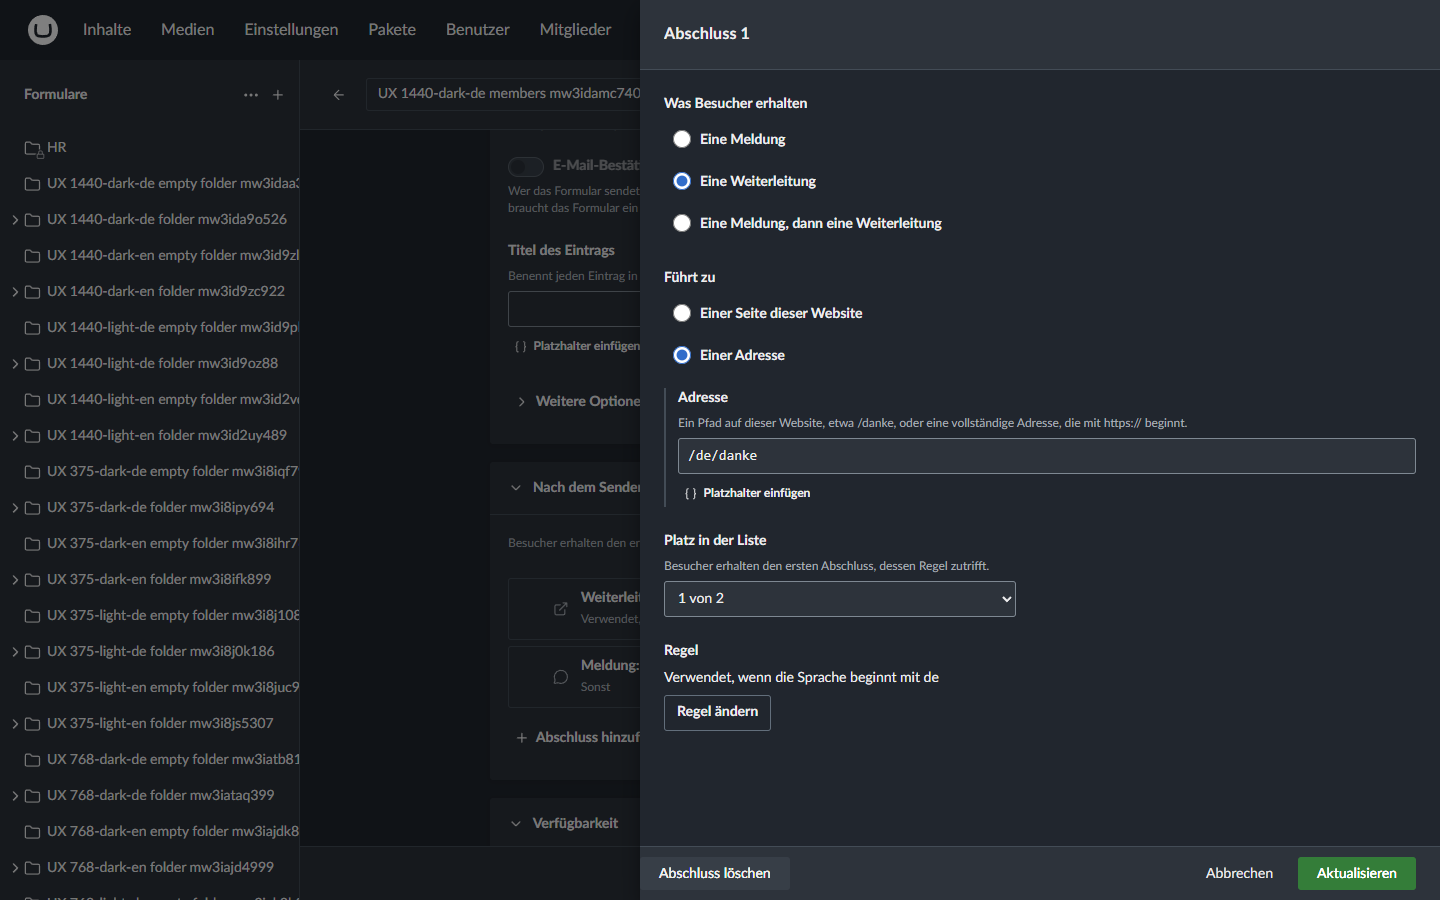 Inhalte
Medien
Einstellungen
Pakete
Benutzer
Mitglieder
Formulare
HR
UX 1440-dark-de empty folder
UX 1440-dark-de folder mw3ida9o526
UX 1440-dark-en empty folder
UX 1440-dark-en folder mw3id9zc922
UX 1440-light-de empty folder
UX 1440-light-de folder mw3id9oz88
UX 1440-light-en empty folder
UX 1440-light-en folder mw3id2uy489
UX 375-dark-de empty folder
UX 375-dark-de folder mw3i8ipy694
UX 375-dark-en empty folder
UX 375-dark-en folder mw3i8ifk899
UX 375-light-de empty folder
UX 375-light-de folder mw3i8j0k186
UX 375-light-en empty folder
UX 375-light-en folder mw3i8js5307
UX 768-dark-de empty folder
UX 768-dark-de folder mw3iataq399
UX 768-dark-en empty folder
UX 768-dark-en folder mw3iajd4999
UX 1440-dark-de members mw3idamc740
E-Mail-Bestät
Wer das Formular sendet
braucht das Formular ein
Titel des Eintrags
Benennt jeden Eintrag in
{ } Platzhalter einfügen
Weitere Optione
Nach dem Sender
Besucher erhalten den er
Weiterleit
Verwendet,
Meldung:
Sonst
Abschluss hinzuf
Verfügbarkeit
Abschluss 1
Was Besucher erhalten
Eine Meldung
Eine Weiterleitung
Eine Meldung, dann eine Weiterleitung
Führt zu
Einer Seite dieser Website
Einer Adresse
Adresse
Ein Pfad auf dieser Website, etwa /danke, oder eine vollständige Adresse, die mit https:// beginnt.
/de/danke
{ } Platzhalter einfügen
Platz in der Liste
Besucher erhalten den ersten Abschluss, dessen Regel zutrifft.
1 von 2
Regel
Verwendet, wenn die Sprache beginnt mit de
Regel ändern
Abschluss löschen
Abbrechen
Aktualisieren